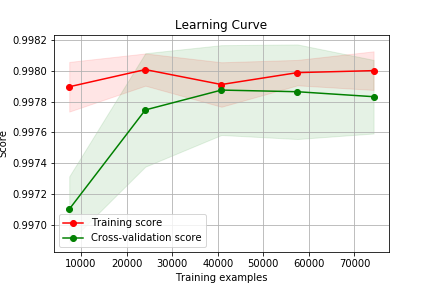 Learning Curve
0.9982
0.9980
0.9978
0.9976
0.9974
0.9972
0.9970
Score
Training score
Cross-validation score
10000 20000 30000 40000 50000 60000 70000
Training examples